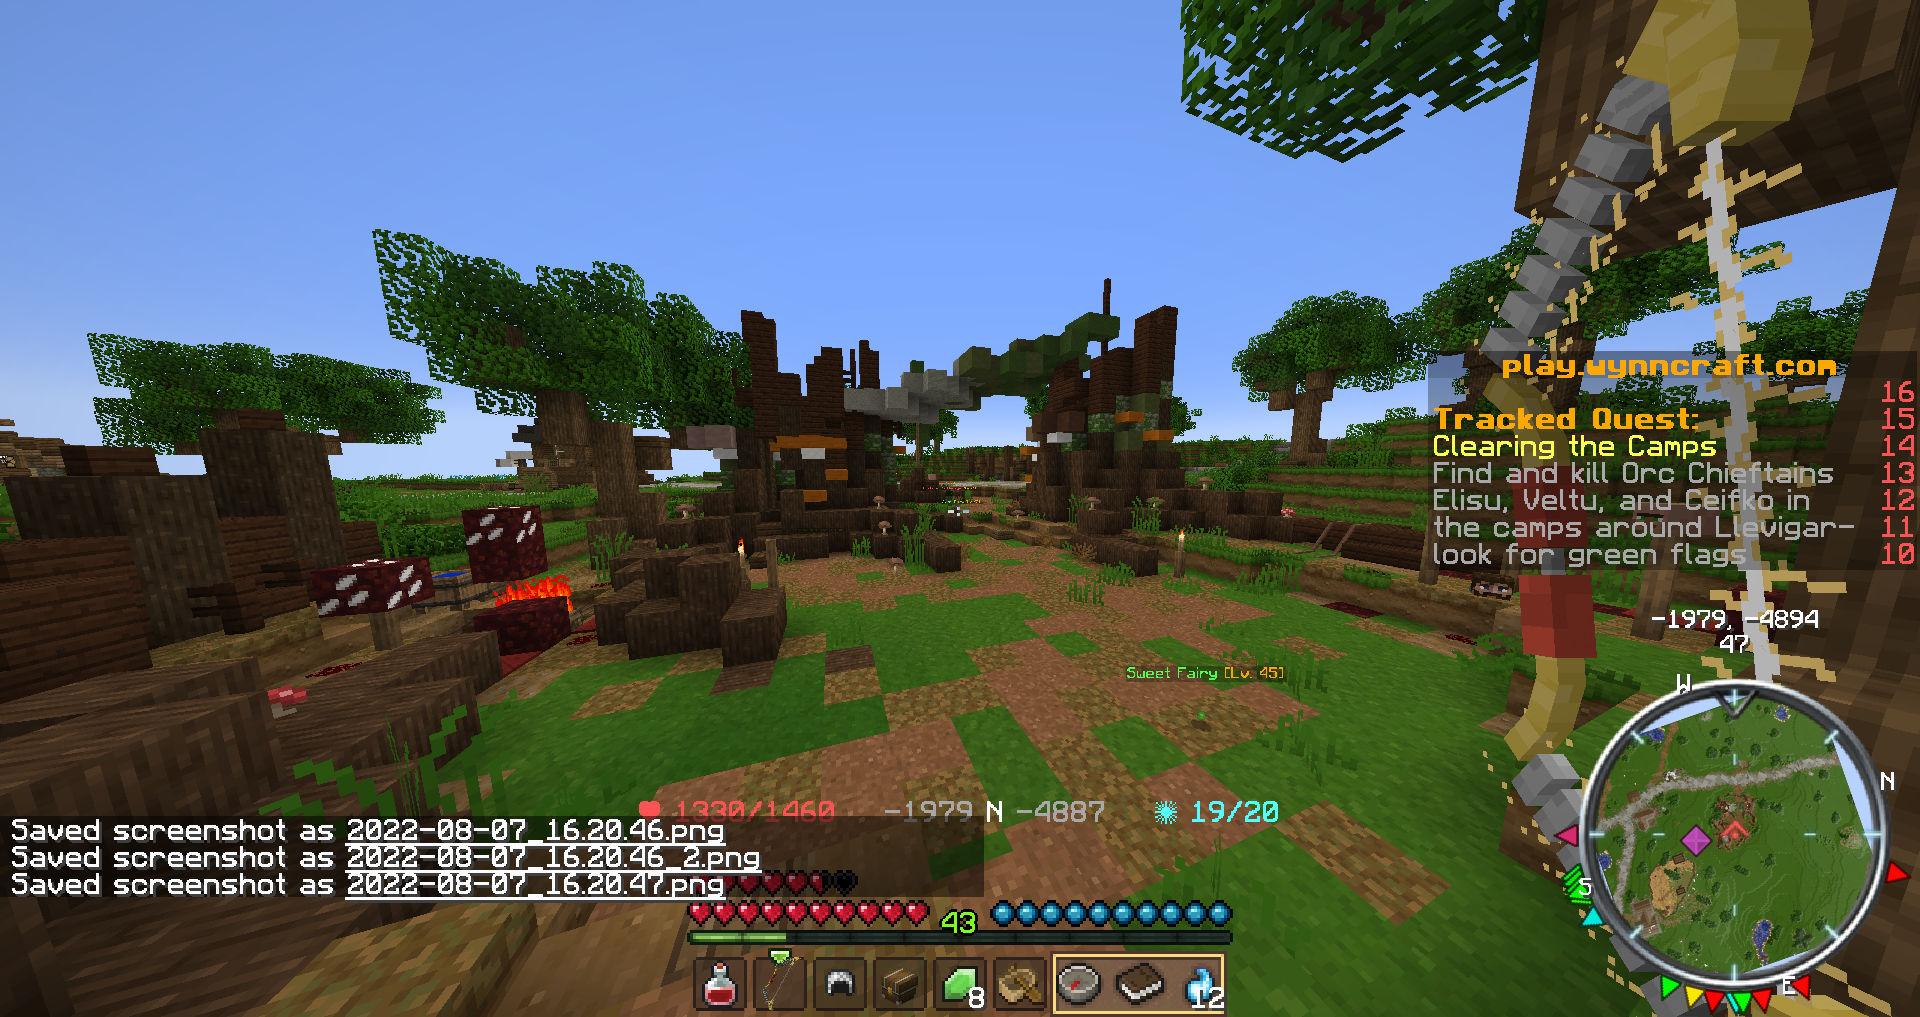 play.wynncraft.com
16
Tracked Quest: 15
Clearing the Camps 14
Find and kill Orc Chieftains 13
Elisu, Veltu, and Ceifko in 12
the camps around Llevigar- 11
look for green flags 10
-1979, -4894
47
Sweet Fairy [Lv. 45]
W
N
S
E
1330/1460 -1979 N -4887 19/20
Saved screenshot as 2022-08-07_16.20.46.png
Saved screenshot as 2022-08-07_16.20.46_2.png
Saved screenshot as 2022-08-07_16.20.47.png
43
8
12